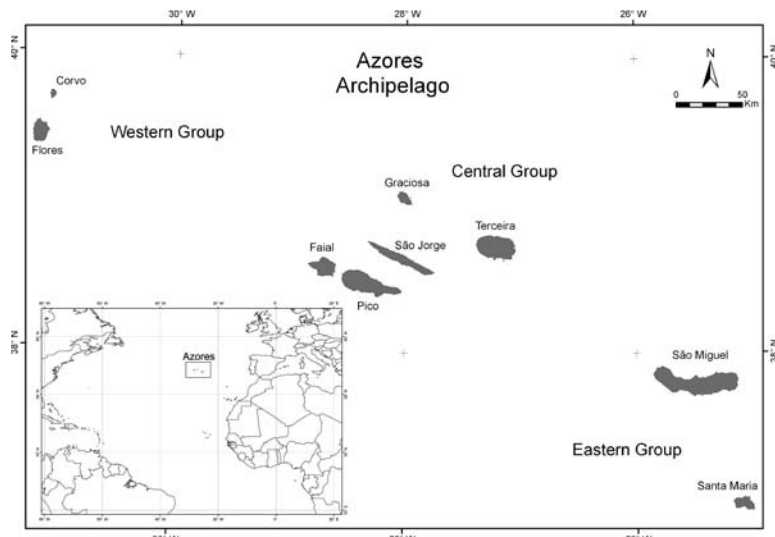 30° W
28° W
26° W
40° N
40° N
Azores
Archipelago
N
0
50
Km
Corvo
Flores
Western Group
Central Group
Graciosa
Terceira
São Jorge
Faial
Pico
38° N
38° N
Azores
São Miguel
Eastern Group
Santa Maria
28° W